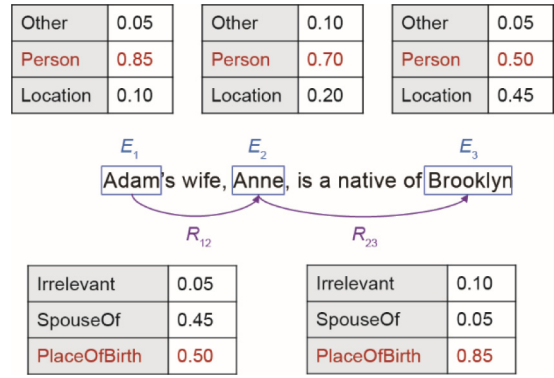 Other 0.05
Person 0.85
Location 0.10
Other 0.10
Person 0.70
Location 0.20
Other 0.05
Person 0.50
Location 0.45
E1 E2 E3
Adam's wife, Anne, is a native of Brooklyn
R12 R23
Irrelevant 0.05
SpouseOf 0.45
PlaceOfBirth 0.50
Irrelevant 0.10
SpouseOf 0.05
PlaceOfBirth 0.85